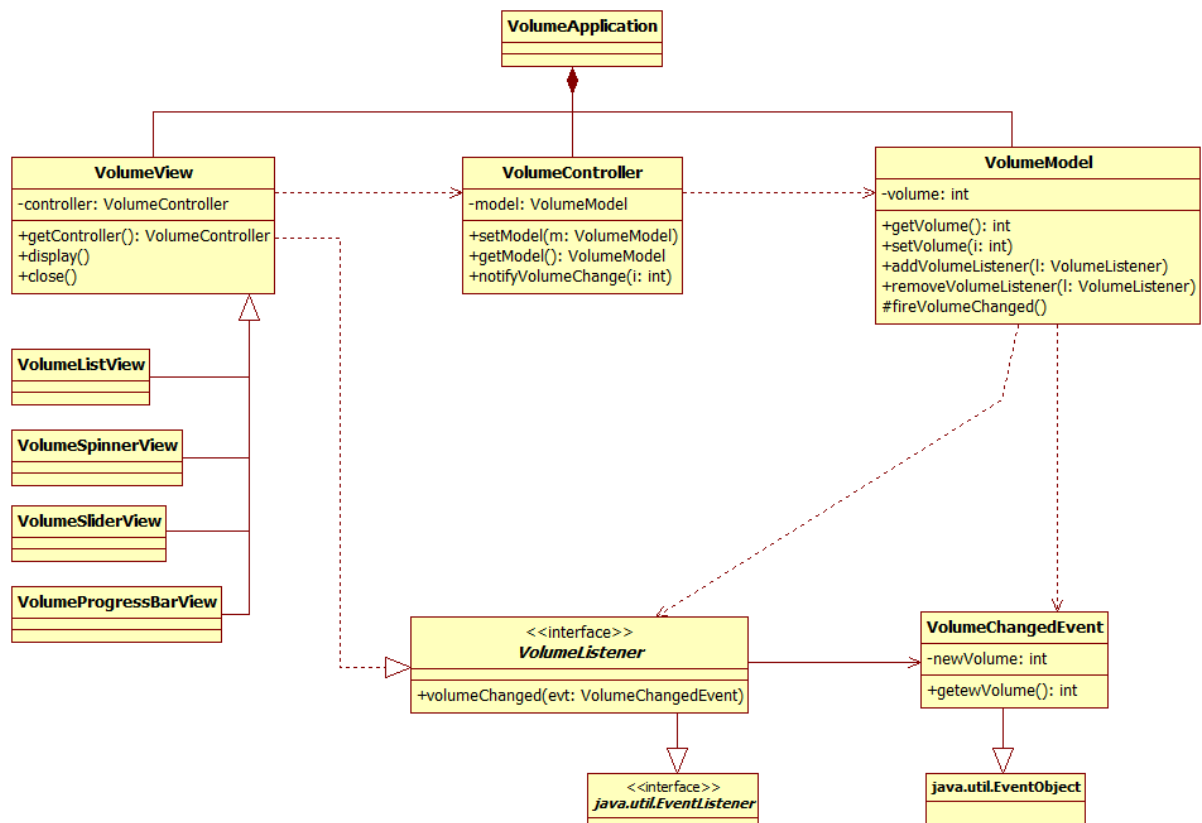 VolumeApplication
VolumeView
-controller: VolumeController
+getController(): VolumeController
+display()
+close()
VolumeController
-model: VolumeModel
+setModel(m: VolumeModel)
+getModel(): VolumeModel
+notifyVolumeChange(i: int)
VolumeModel
-volume: int
+getVolume(): int
+setVolume(i: int)
+addVolumeListener(l: VolumeListener)
+removeVolumeListener(l: VolumeListener)
#fireVolumeChanged()
VolumeListView
VolumeSpinnerView
VolumeSliderView
VolumeProgressBarView
<<interface>>
VolumeListener
+volumeChanged(evt: VolumeChangedEvent)
VolumeChangedEvent
-newVolume: int
+getewVolume(): int
<<interface>>
java.util.EventListener
java.util.EventObject